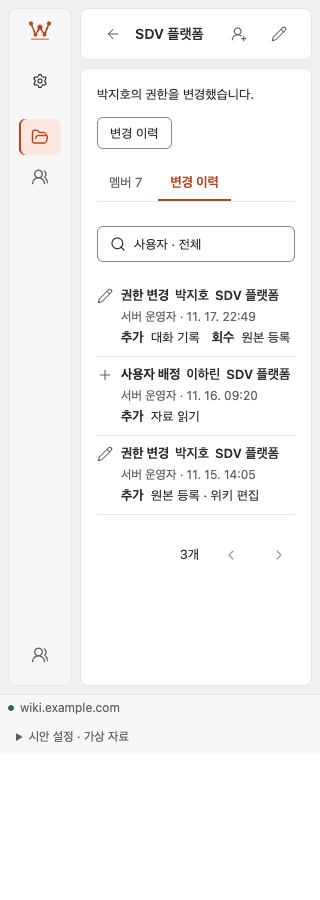 SDV 플랫폼
박지호의 권한을 변경했습니다.
변경 이력
멤버 7 변경 이력
사용자 · 전체
권한 변경 박지호 SDV 플랫폼
서버 운영자 · 11. 17. 22:49
추가 대화 기록 회수 원본 등록
사용자 배정 이하린 SDV 플랫폼
서버 운영자 · 11. 16. 09:20
추가 자료 읽기
권한 변경 박지호 SDV 플랫폼
서버 운영자 · 11. 15. 14:05
추가 원본 등록 · 위키 편집
3개
wiki.example.com
시안 설정 · 가상 자료